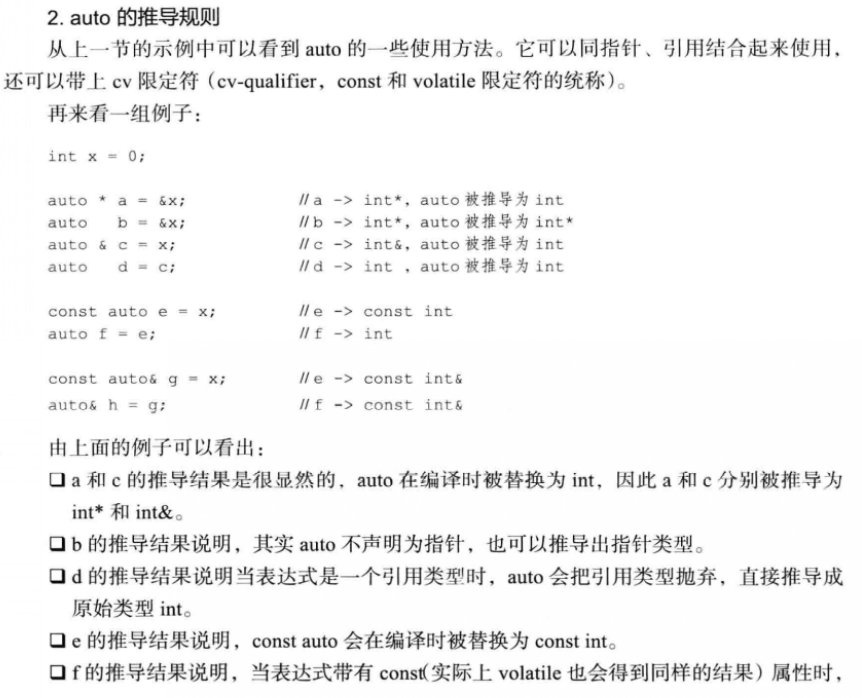 2. auto 的推导规则
从上一节的示例中可以看到 auto 的一些使用方法。它可以同指针、引用结合起来使用，
还可以带上 cv 限定符（cv-qualifier，const 和 volatile 限定符的统称）。
再来看一组例子：
int x = 0;
auto * a = &x; //a -> int*，auto 被推导为 int
auto b = &x; //b -> int*，auto 被推导为 int*
auto & c = x; //c -> int&，auto 被推导为 int
auto d = c; //d -> int ，auto 被推导为 int
const auto e = x; //e -> const int
auto f = e; //f -> int
const auto& g = x; //e -> const int&
auto& h = g; //f -> const int&
由上面的例子可以看出：
❑ a 和 c 的推导结果是很显然的，auto 在编译时被替换为 int，因此 a 和 c 分别被推导为
int* 和 int&。
❑ b 的推导结果说明，其实 auto 不声明为指针，也可以推导出指针类型。
❑ d 的推导结果说明当表达式是一个引用类型时，auto 会把引用类型抛弃，直接推导成
原始类型 int。
❑ e 的推导结果说明，const auto 会在编译时被替换为 const int。
❑ f 的推导结果说明，当表达式带有 const（实际上 volatile 也会得到同样的结果）属性时，